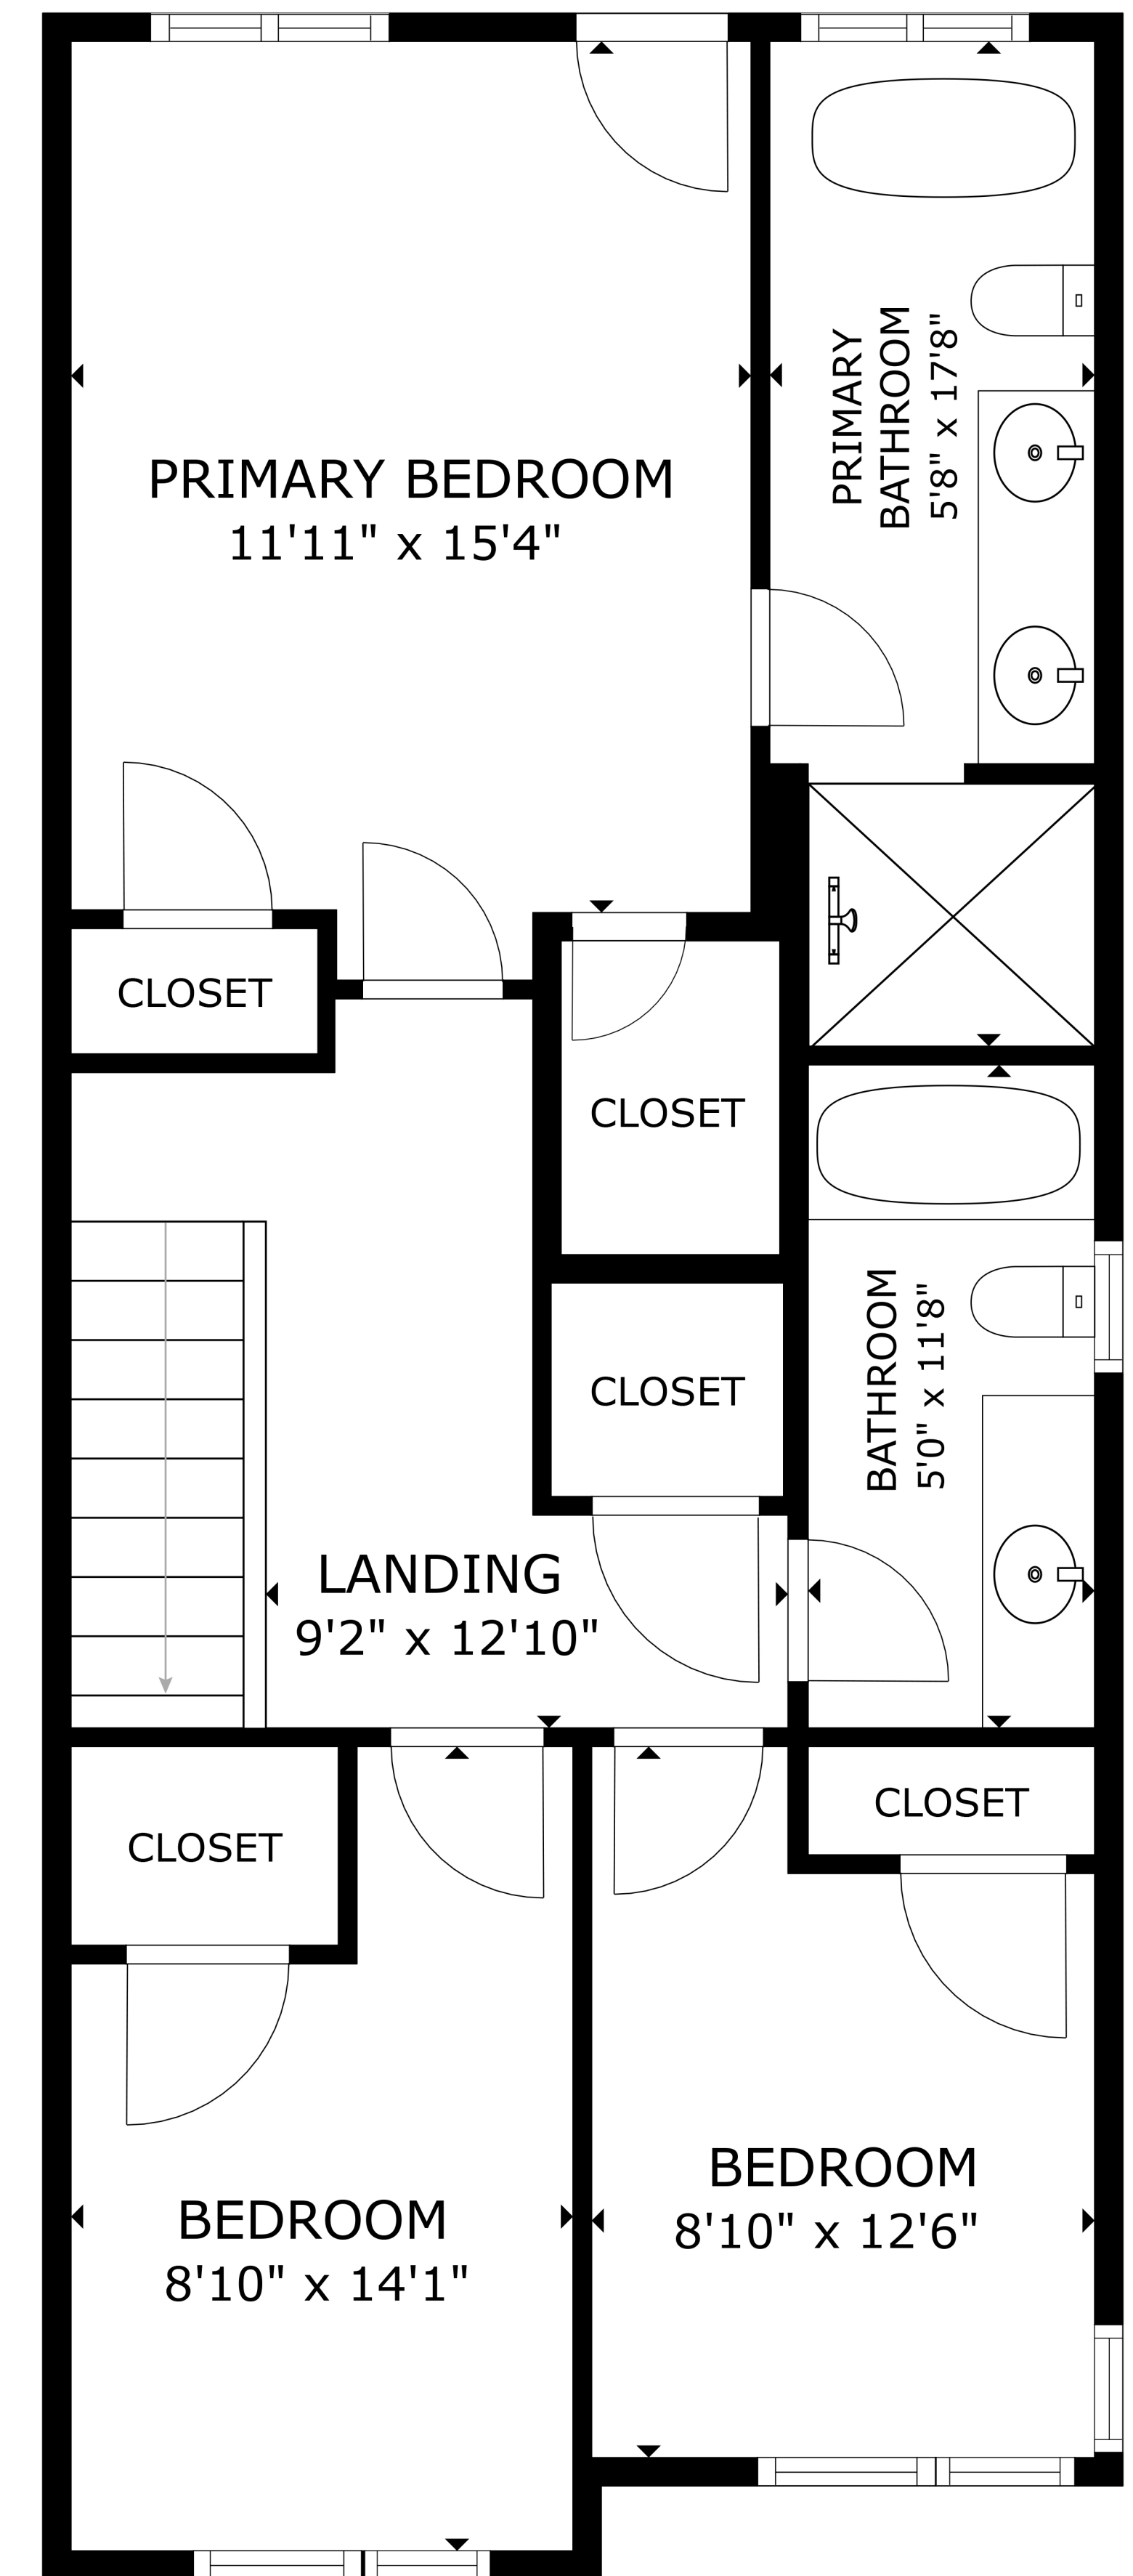 PRIMARY
BATHROOM
5'8" x 17'8"
PRIMARY BEDROOM
11'11" x 15'4"
CLOSET
CLOSET
CLOSET
BATHROOM
5'0" x 11'8"
LANDING
9'2" x 12'10"
CLOSET
CLOSET
BEDROOM
8'10" x 12'6"
BEDROOM
8'10" x 14'1"